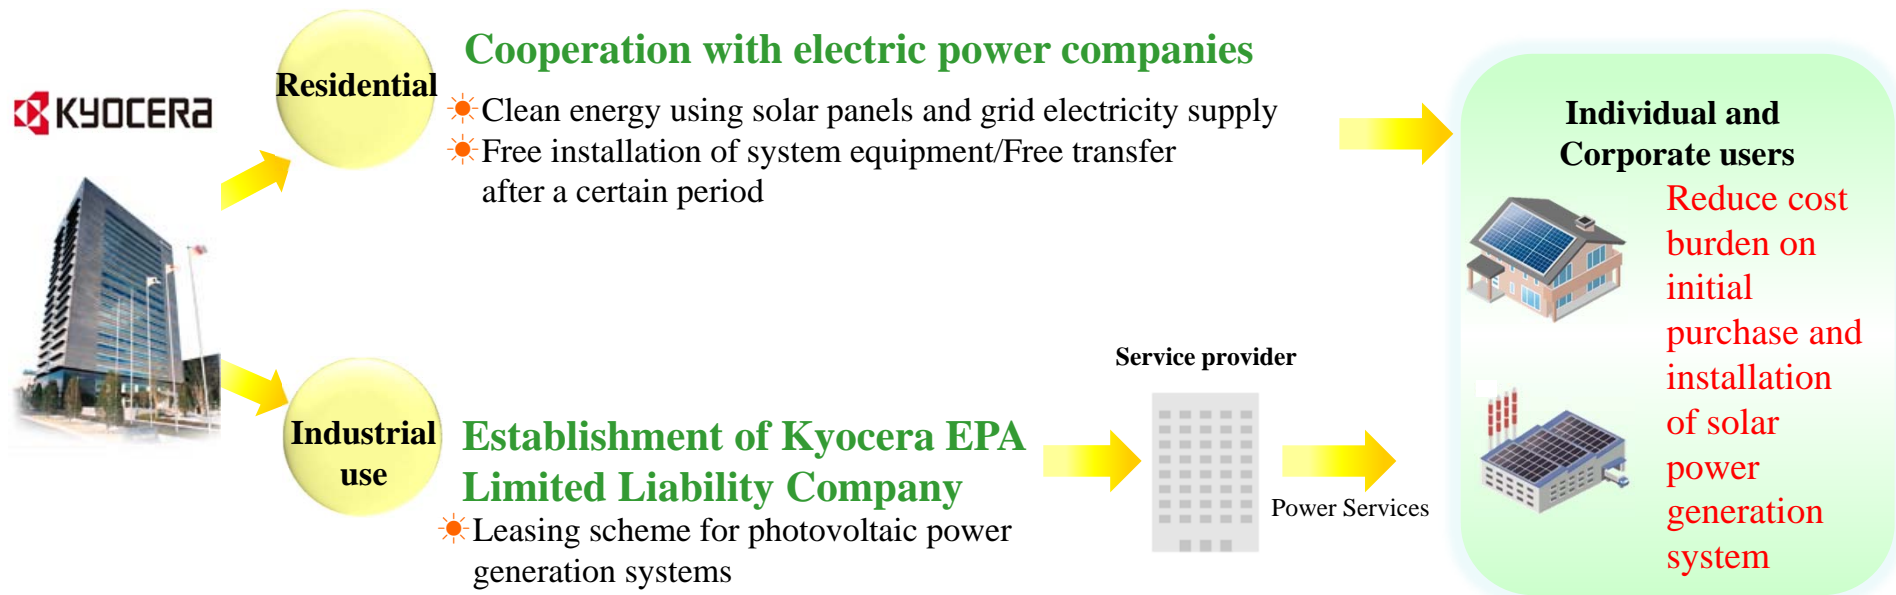 KYOCERA
Residential
Cooperation with electric power companies
Clean energy using solar panels and grid electricity supply
Free installation of system equipment/Free transfer
after a certain period
Industrial
use
Establishment of Kyocera EPA
Limited Liability Company
Leasing scheme for photovoltaic power
generation systems
Service provider
Power Services
Individual and
Corporate users
Reduce cost
burden on
initial
purchase and
installation
of solar
power
generation
system